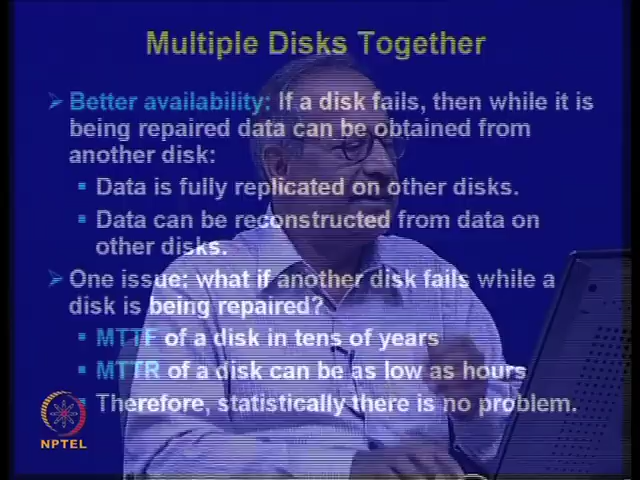 Multiple Disks Together
Better availability: If a disk fails, then while it is
being repaired data can be obtained from
another disk:
Data is fully replicated on other disks.
Data can be reconstructed from data on
other disks.
One issue: what if another disk fails while a
disk is being repaired?
MTTF of a disk in tens of years
MTTR of a disk can be as low as hours
Therefore, statistically there is no problem.
NPTEL